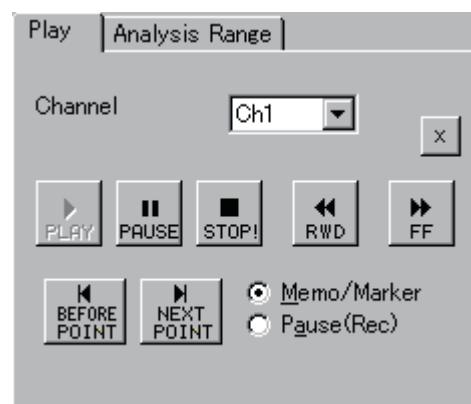 Play
Analysis Range
Channel
Ch1
x
PLAY
PAUSE
STOP!
RWD
FF
BEFORE
POINT
NEXT
POINT
Memo/Marker
Pause(Rec)